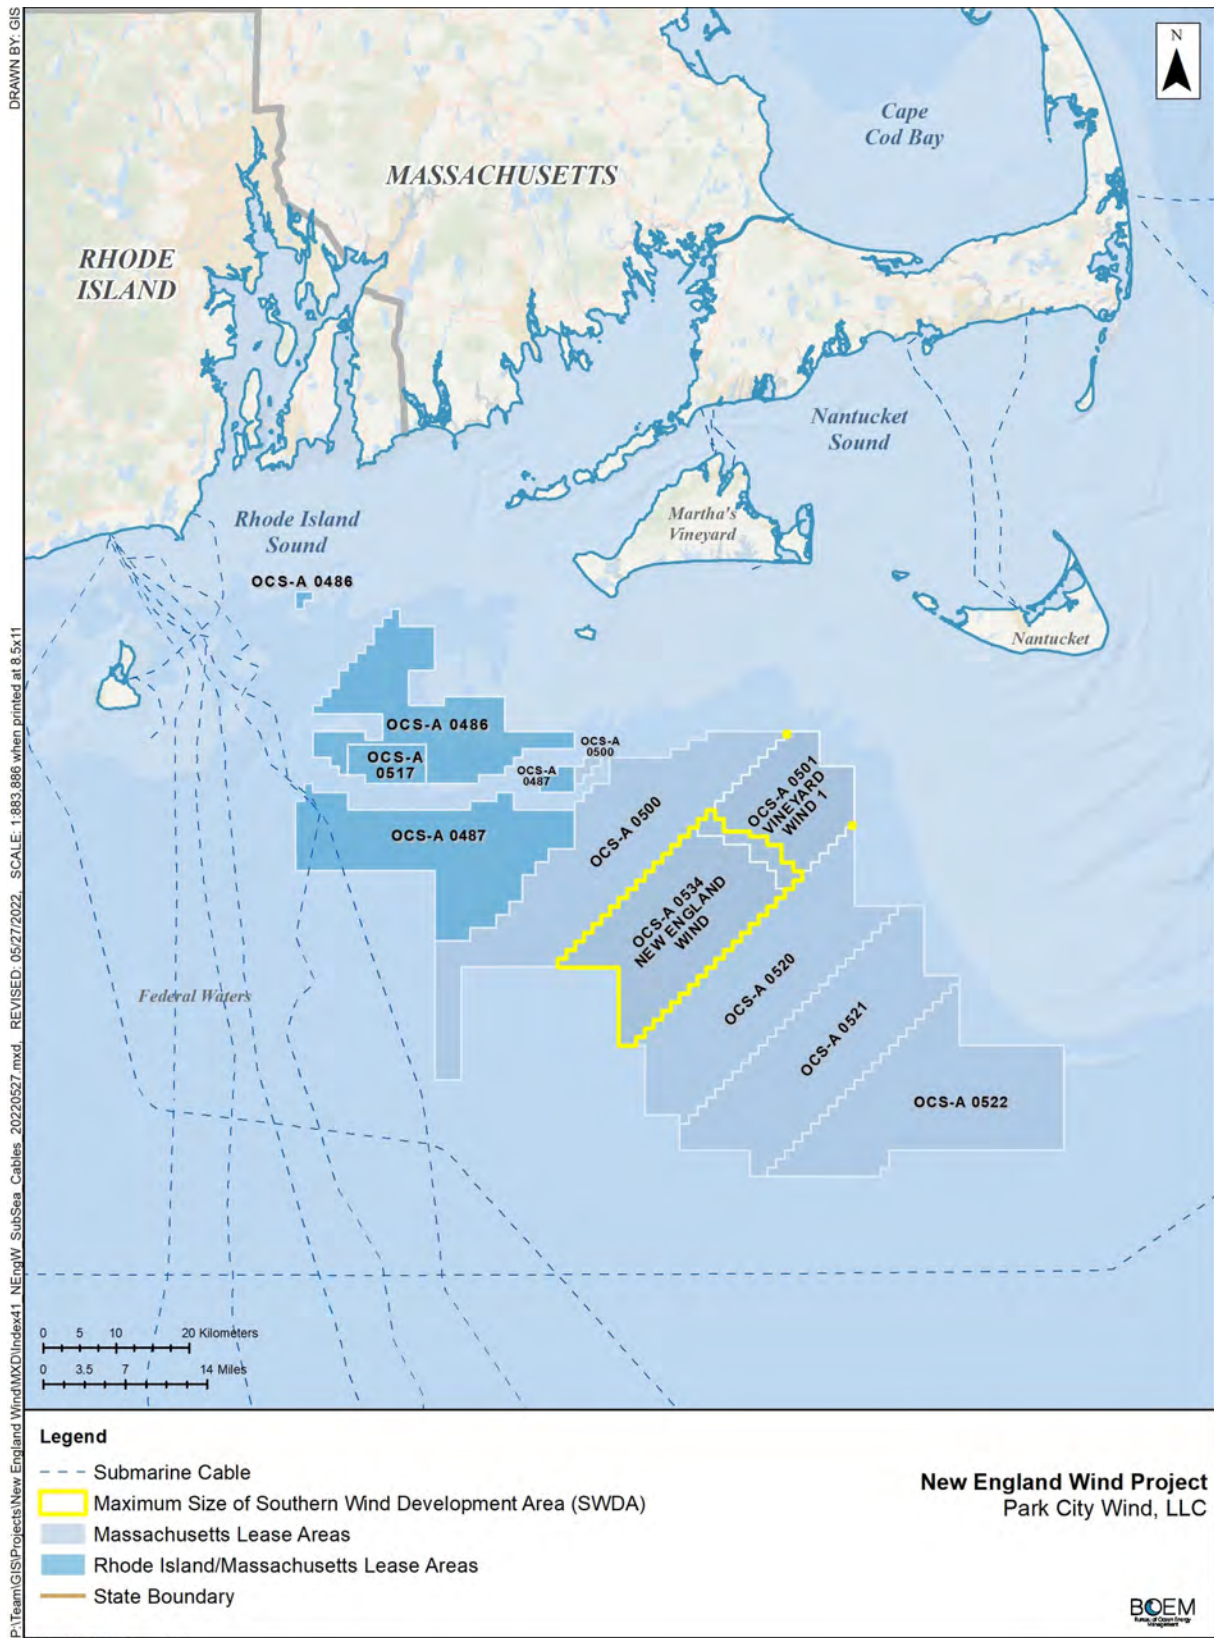 DRAWN BY: GIS
P:\Team\GIS\Projects\New England Wind\MXD\Index41_NEngW_SubSea_Cables_20220527.mxd, REVISED: 05/27/2022, SCALE: 1:883,886 when printed at 8.5x11
N
Cape
Cod Bay
MASSACHUSETTS
RHODE
ISLAND
Nantucket
Sound
Martha's
Vineyard
Rhode Island
Sound
OCS-A 0486
Nantucket
OCS-A 0486
OCS-A
0500
OCS-A
0517
OCS-A
0487
OCS-A 0501
VINEYARD
WIND 1
OCS-A 0500
OCS-A 0487
OCS-A 0534
NEW ENGLAND
WIND
OCS-A 0520
Federal Waters
OCS-A 0521
OCS-A 0522
0 5 10 20 Kilometers
0 3.5 7 14 Miles
Legend
Submarine Cable
Maximum Size of Southern Wind Development Area (SWDA)
Massachusetts Lease Areas
Rhode Island/Massachusetts Lease Areas
State Boundary
New England Wind Project
Park City Wind, LLC
BOEM
Bureau of Ocean Energy
Management